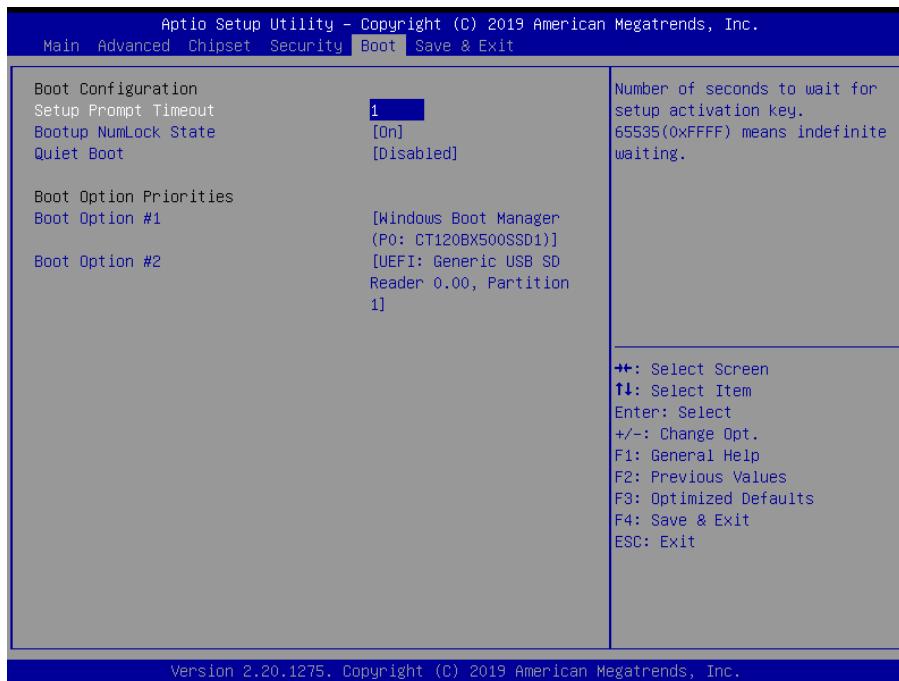 Aptio Setup Utility – Copyright (C) 2019 American Megatrends, Inc.
Main Advanced Chipset Security Boot Save & Exit
Boot Configuration
Setup Prompt Timeout 1
Bootup NumLock State [On]
Quiet Boot [Disabled]
Boot Option Priorities
Boot Option #1 [Windows Boot Manager
(P0: CT120BX500SSD1)]
Boot Option #2 [UEFI: Generic USB SD
Reader 0.00, Partition
1]
Number of seconds to wait for
setup activation key.
65535(0xFFFF) means indefinite
waiting.
→←: Select Screen
↑↓: Select Item
Enter: Select
+/-: Change Opt.
F1: General Help
F2: Previous Values
F3: Optimized Defaults
F4: Save & Exit
ESC: Exit
Version 2.20.1275. Copyright (C) 2019 American Megatrends, Inc.